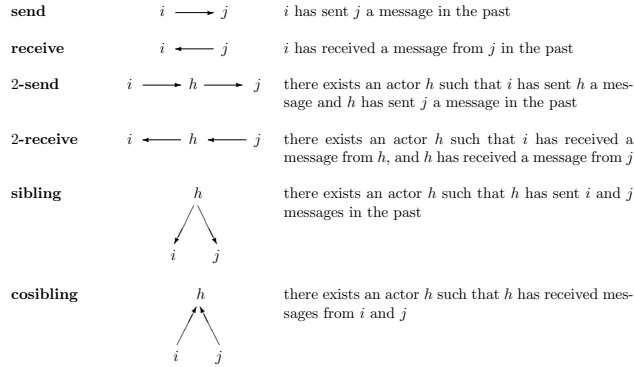 send i j i has sent j a message in the past
receive i j i has received a message from j in the past
2-send i h j there exists an actor h such that i has sent h a mes-
sage and h has sent j a message in the past
2-receive i h j there exists an actor h such that i has received a
message from h, and h has received a message from j
sibling h there exists an actor h such that h has sent i and j
messages in the past
i j
cosibling h there exists an actor h such that h has received mes-
sages from i and j
i j